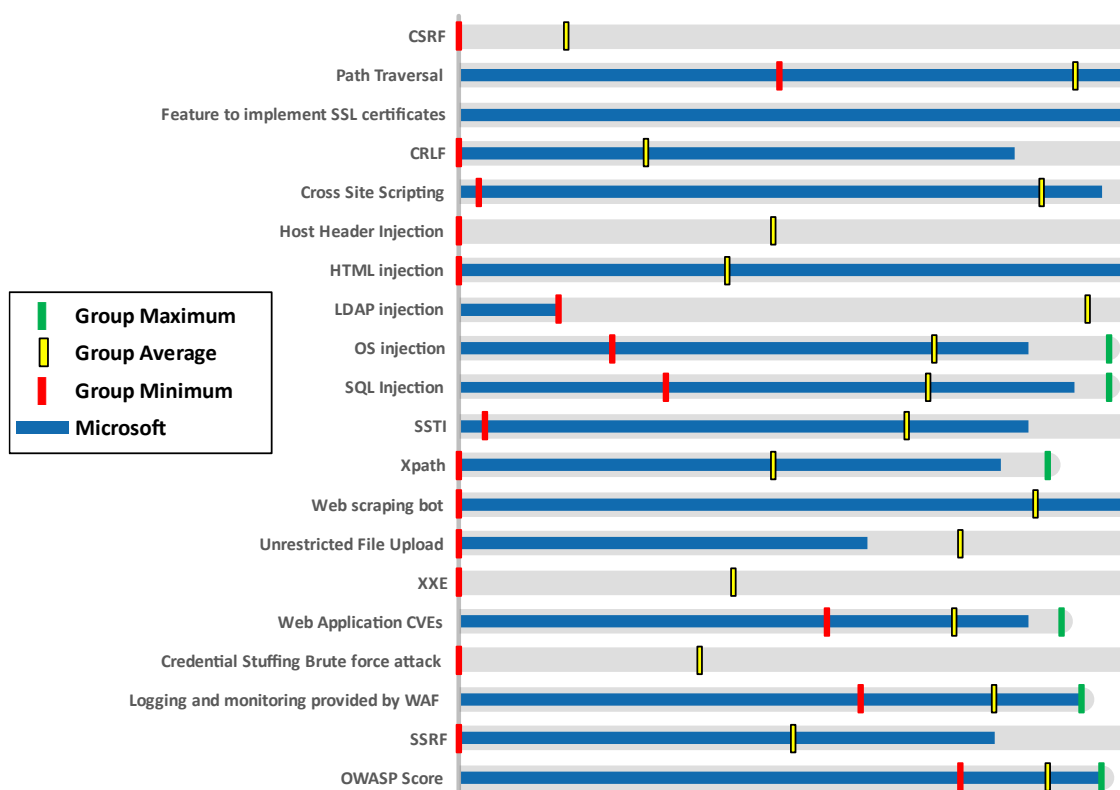 CSRF
Path Traversal
Feature to implement SSL certificates
CRLF
Cross Site Scripting
Host Header Injection
HTML injection
LDAP injection
OS injection
SQL Injection
SSTI
Xpath
Web scraping bot
Unrestricted File Upload
XXE
Web Application CVEs
Credential Stuffing Brute force attack
Logging and monitoring provided by WAF
SSRF
OWASP Score
Group Maximum
Group Average
Group Minimum
Microsoft